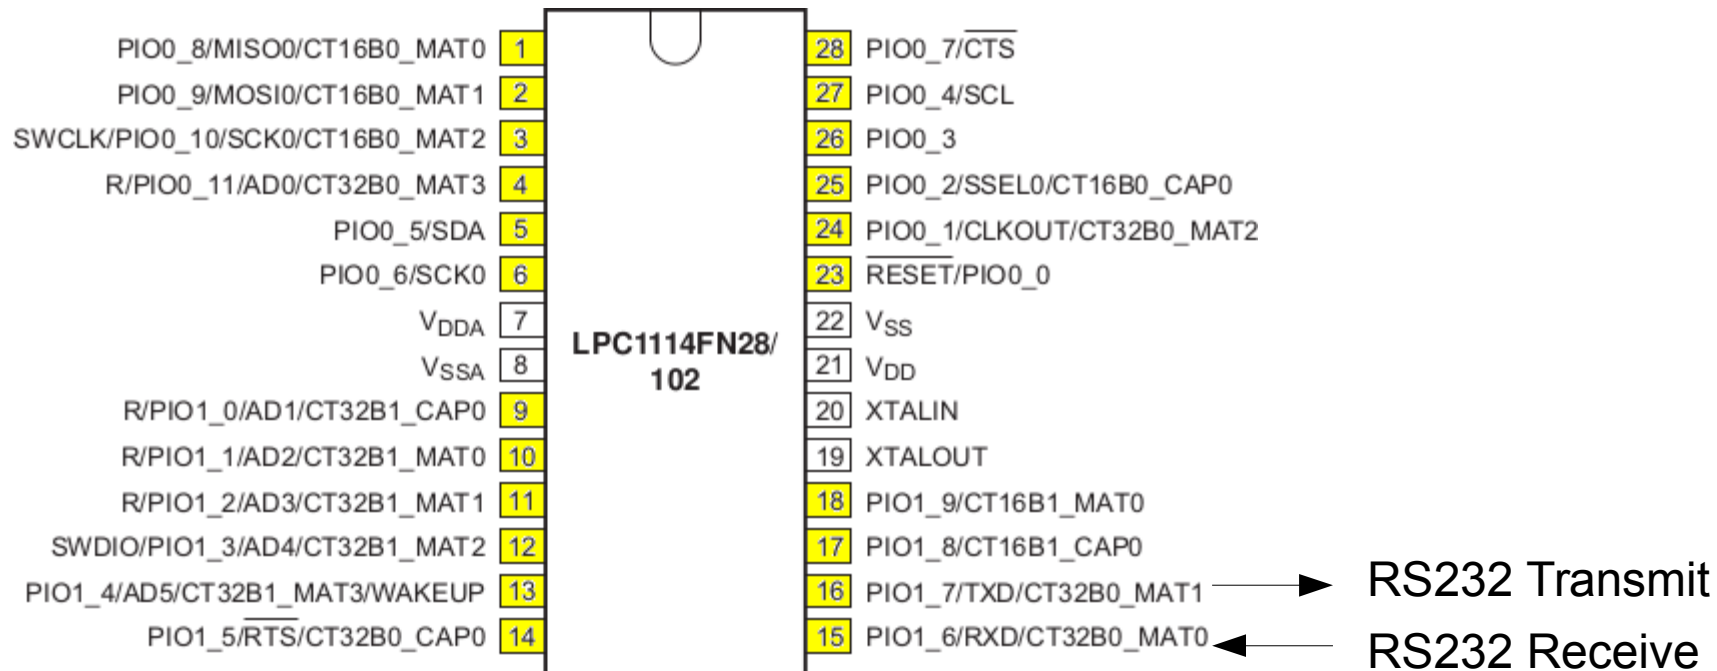 PIO0_8/MISO0/CT16B0_MAT0 1
PIO0_9/MOSI0/CT16B0_MAT1 2
SWCLK/PIO0_10/SCK0/CT16B0_MAT2 3
R/PIO0_11/AD0/CT32B0_MAT3 4
PIO0_5/SDA 5
PIO0_6/SCK0 6
VDDA 7
VSSA 8
R/PIO1_0/AD1/CT32B1_CAP0 9
R/PIO1_1/AD2/CT32B1_MAT0 10
R/PIO1_2/AD3/CT32B1_MAT1 11
SWDIO/PIO1_3/AD4/CT32B1_MAT2 12
PIO1_4/AD5/CT32B1_MAT3/WAKEUP 13
PIO1_5/RTS/CT32B0_CAP0 14
LPC1114FN28/
102
28 PIO0_7/CTS
27 PIO0_4/SCL
26 PIO0_3
25 PIO0_2/SSEL0/CT16B0_CAP0
24 PIO0_1/CLKOUT/CT32B0_MAT2
23 RESET/PIO0_0
22 VSS
21 VDD
20 XTALIN
19 XTALOUT
18 PIO1_9/CT16B1_MAT0
17 PIO1_8/CT16B1_CAP0
16 PIO1_7/TXD/CT32B0_MAT1 RS232 Transmit
15 PIO1_6/RXD/CT32B0_MAT0 RS232 Receive